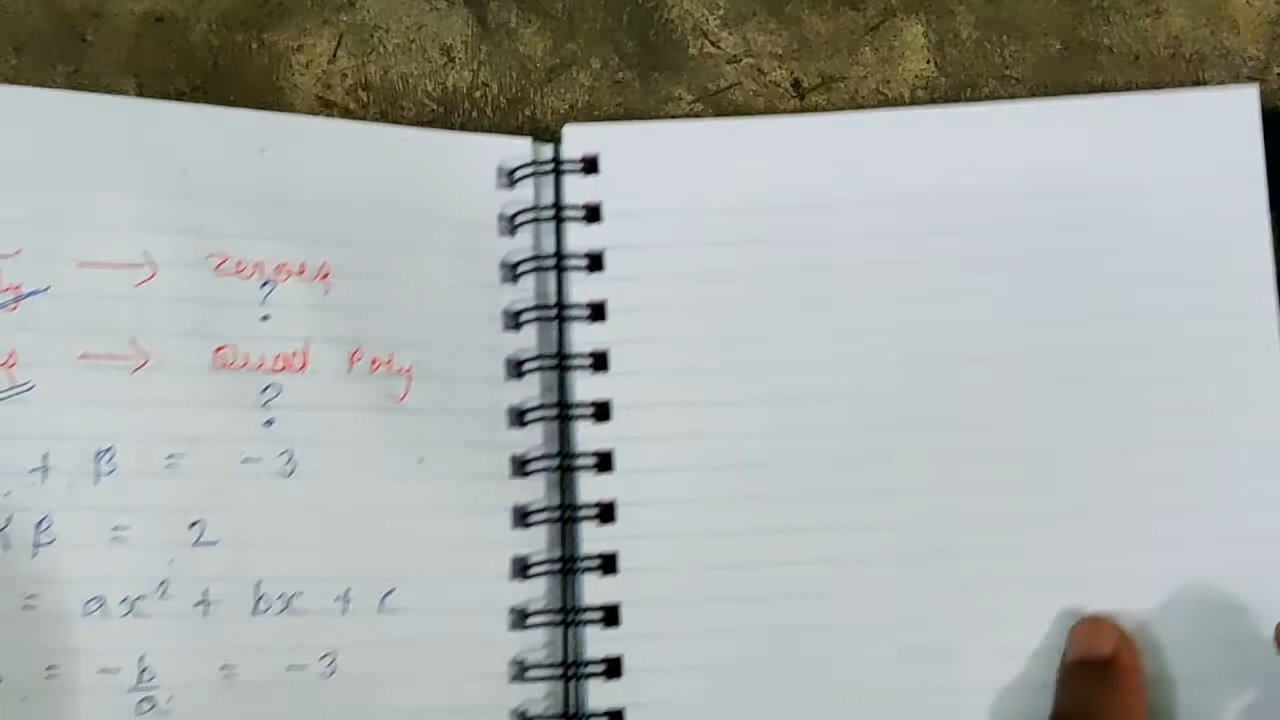 → Zeroes
?
→ Quad Poly
?
+ β = -3
β = 2
= ax² + bx + c
= -b/a = -3